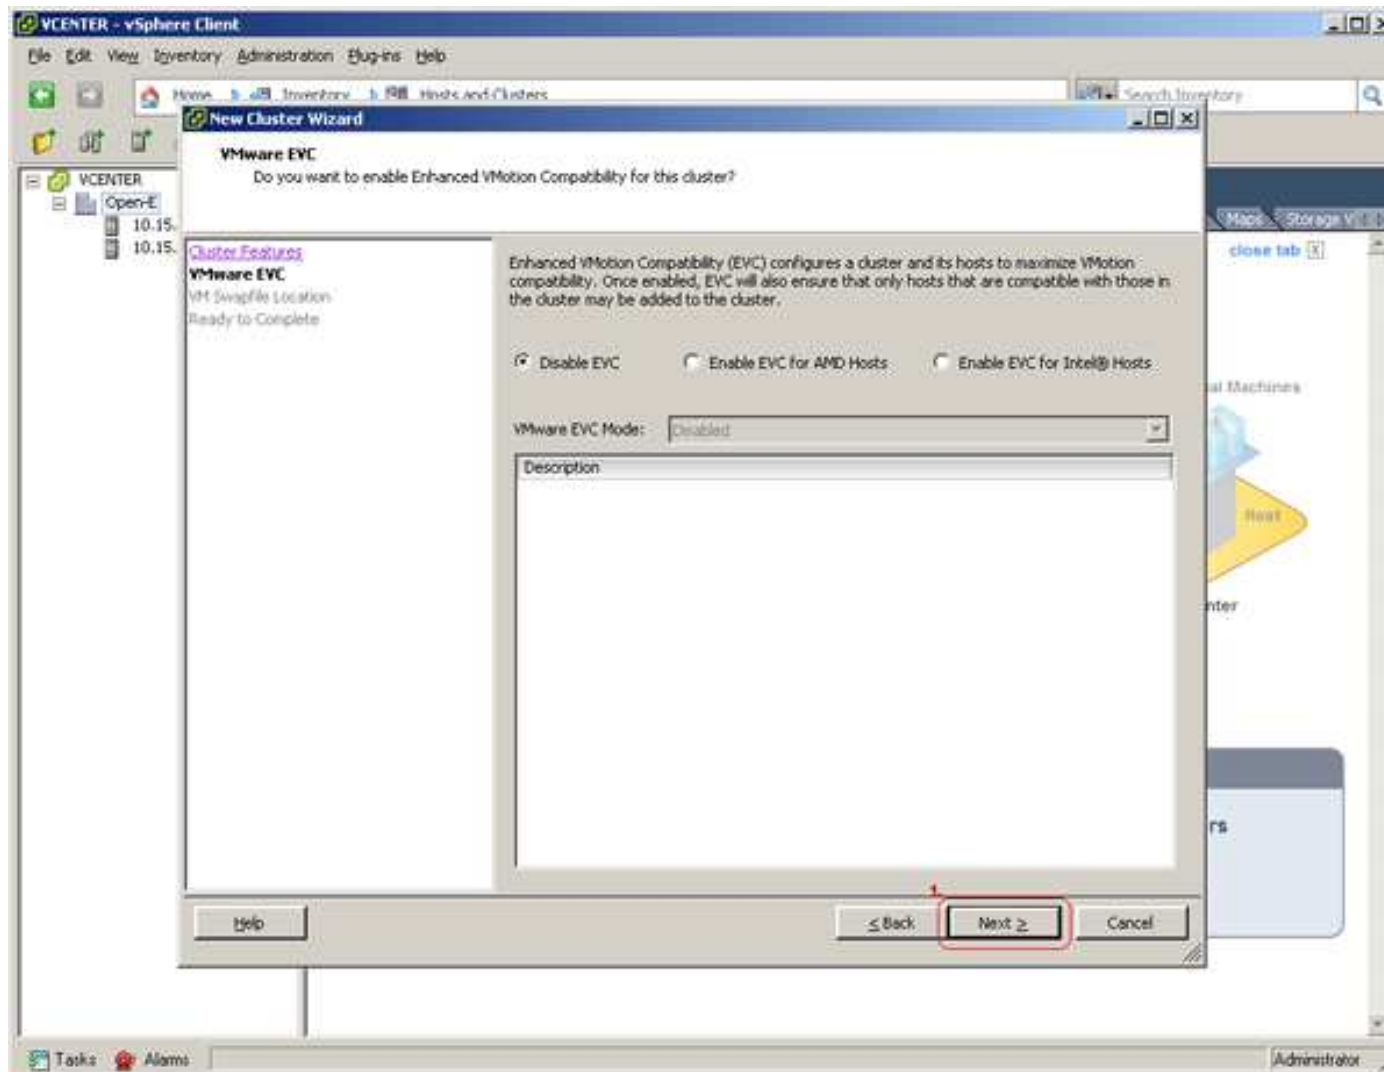 VCENTER - vSphere Client
File Edit View Inventory Administration Plug-ins Help
Home Inventory Hosts and Clusters
Search Inventory
New Cluster Wizard
VMware EVC
Do you want to enable Enhanced VMotion Compatibility for this cluster?
VCENTER
Open-E
10.15.
10.15.
Maps Storage V
close tab [X]
Cluster Features
VMware EVC
VM Swapfile Location
Ready to Complete
Enhanced VMotion Compatibility (EVC) configures a cluster and its hosts to maximize VMotion
compatibility. Once enabled, EVC will also ensure that only hosts that are compatible with those in
the cluster may be added to the cluster.
Disable EVC Enable EVC for AMD Hosts Enable EVC for Intel® Hosts
al Machines
VMware EVC Mode: Disabled
Description
Host
nter
rs
1.
Help
≤ Back Next ≥ Cancel
Tasks Alarms Administrator